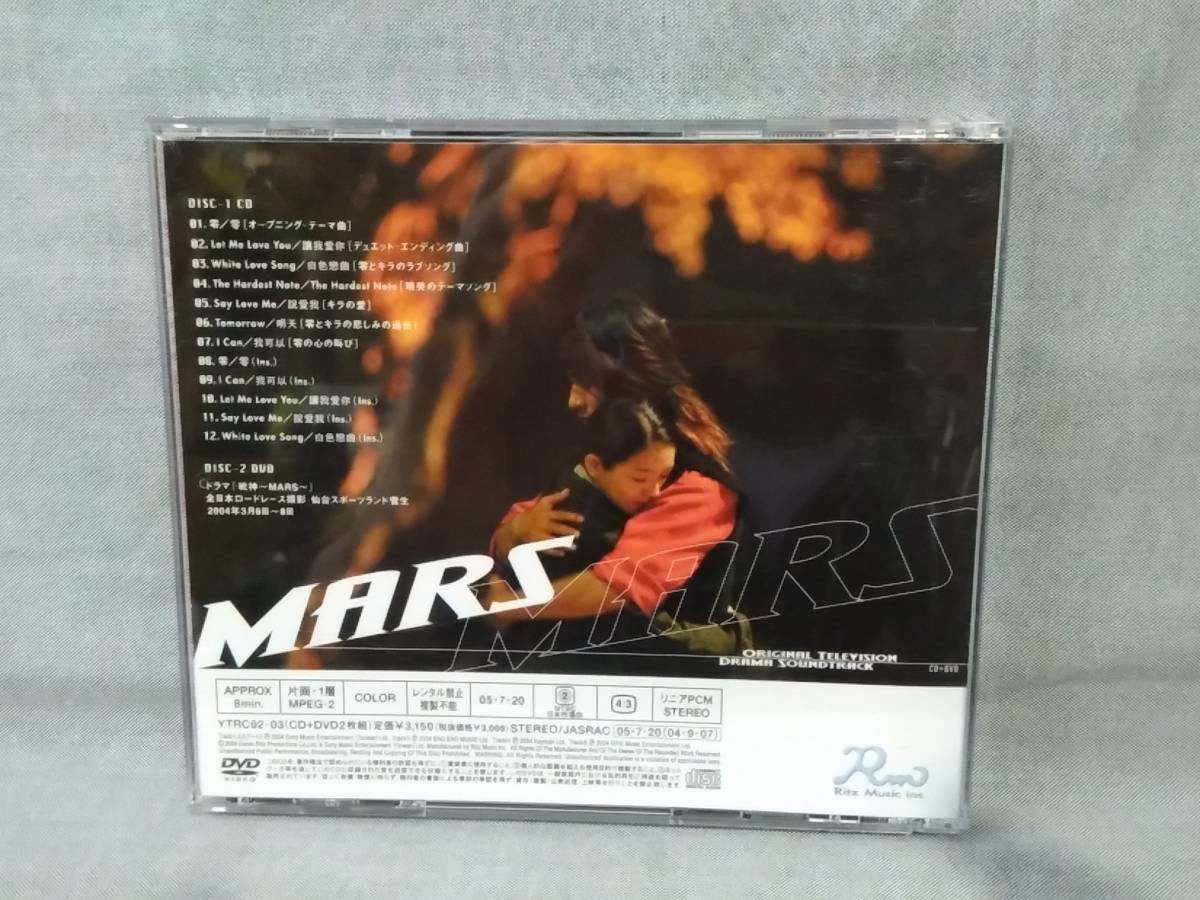 DISC-1 CD
01. 零／零［オープニング・テーマ曲］
02. Let Me Love You／讓我愛你［デュエット・エンディング曲］
03. White Love Song／白色戀曲［零とキラのラブソング］
04. The Hardest Note／The Hardest Note［晴美のテーマソング］
05. Say Love Me／說愛我［キラの愛］
06. Tomorrow／明天［零とキラの悲しみの過去］
07. I Can／我可以［零の心の叫び］
08. 零／零(Ins.)
09. I Can／我可以(Ins.)
10. Let Me Love You／讓我愛你(Ins.)
11. Say Love Me／說愛我(Ins.)
12. White Love Song／白色戀曲(Ins.)
DISC-2 DVD
ドラマ「戦神～MARS～」
全日本ロードレース撮影 仙台スポーツランド菅生
2004年3月6日～8日
MARS
MARS
ORIGINAL TELEVISION
DRAMA SOUNDTRACK
CD+DVD
APPROX 8min.
片面・1層 MPEG-2
COLOR
レンタル禁止 複製不能
05・7・20
2 NTSC 日本市場向
4:3
リニアPCM STEREO
YTRC02-03(CD+DVD2枚組)定価¥3,150(税抜価格¥3,000)STEREO/JASRAC 05・7・20(04・9・07)
DVD VIDEO
disc
Ritz Music inc.